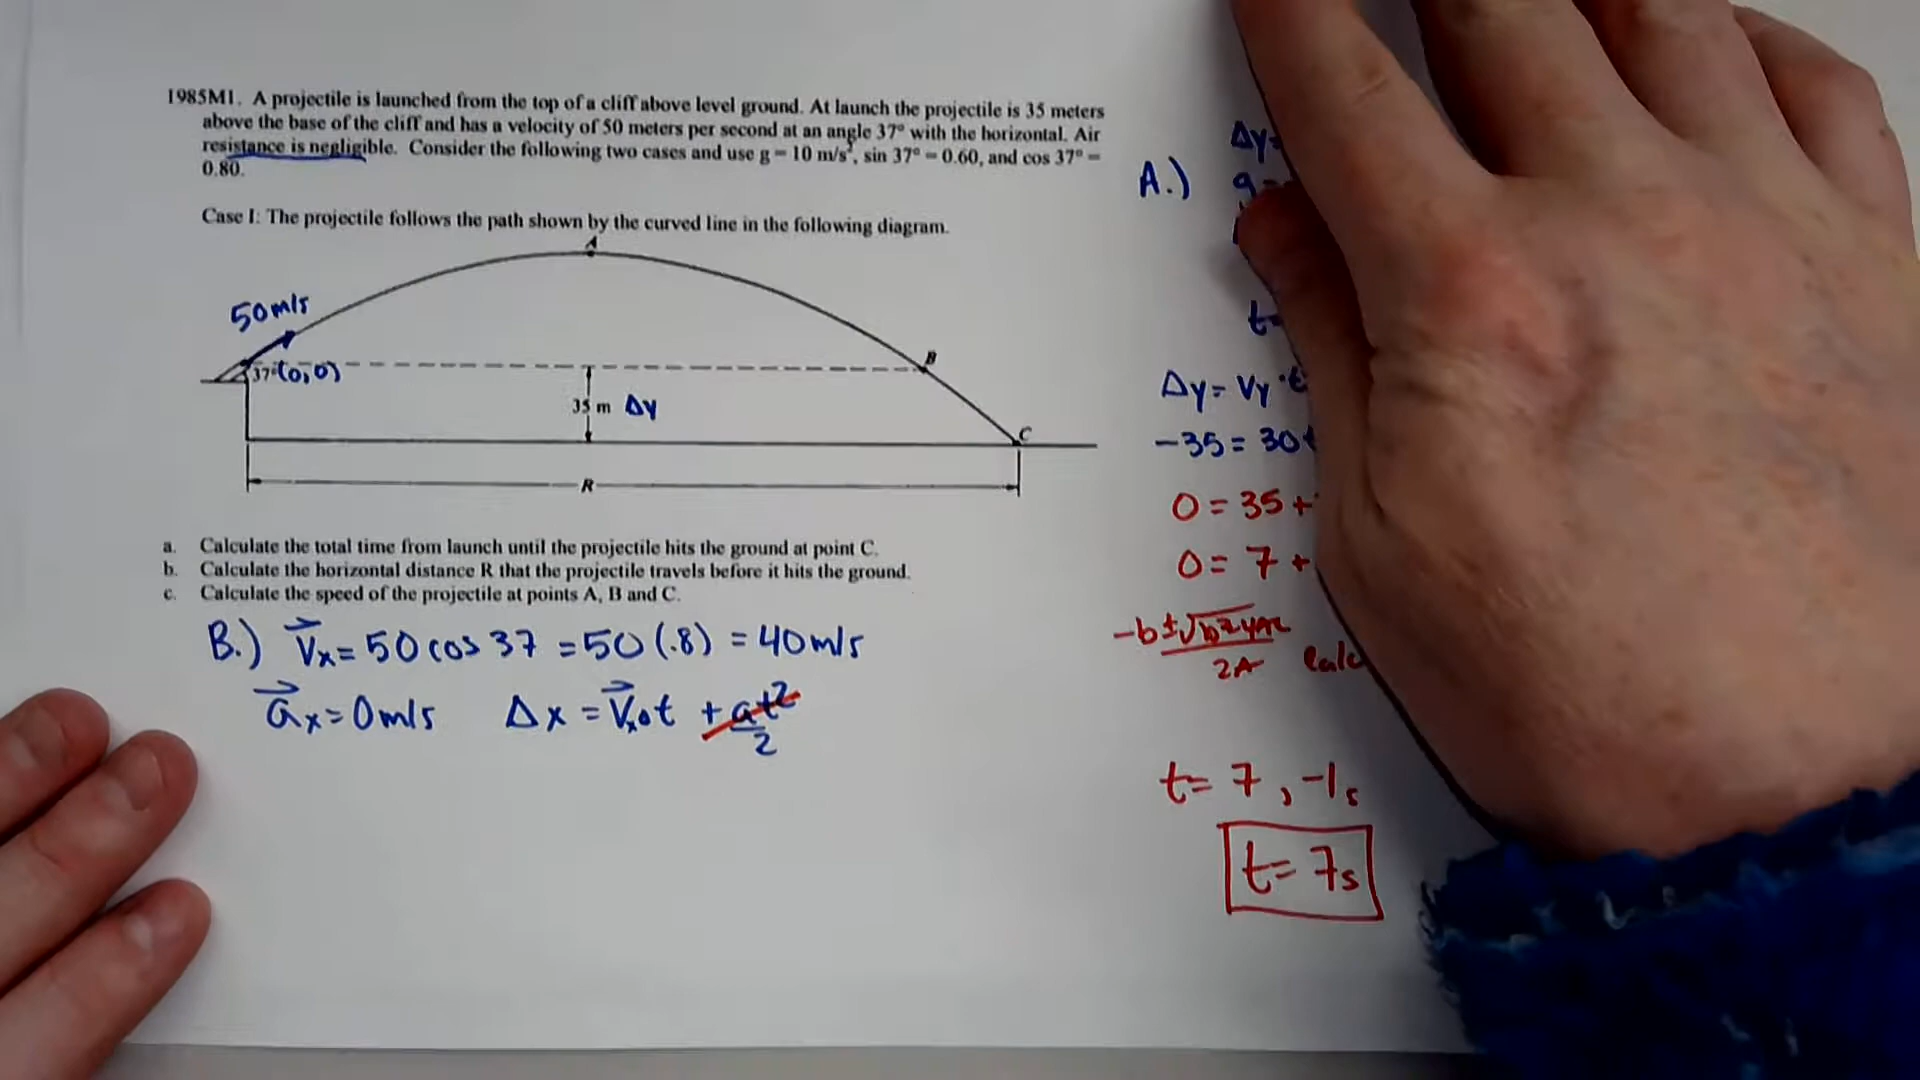 1985M1. A projectile is launched from the top of a cliff above level ground. At launch the projectile is 35 meters
above the base of the cliff and has a velocity of 50 meters per second at an angle 37° with the horizontal. Air
resistance is negligible. Consider the following two cases and use g = 10 m/s², sin 37° = 0.60, and cos 37° =
0.80.
Case I: The projectile follows the path shown by the curved line in the following diagram.
A
50m/s
37° (0,0)
B
35 m Δy
C
R
a. Calculate the total time from launch until the projectile hits the ground at point C.
b. Calculate the horizontal distance R that the projectile travels before it hits the ground.
c. Calculate the speed of the projectile at points A, B and C.
B.) Vx = 50 cos 37 = 50 (.8) = 40 m/s
ax = 0 m/s Δx = Vx₀t + at²/2
Δy=
A.)
t=
Δy = Vy · t
-35 = 30t
0 = 35 +
0 = 7 +
2A
t= 7, -1s
t= 7s